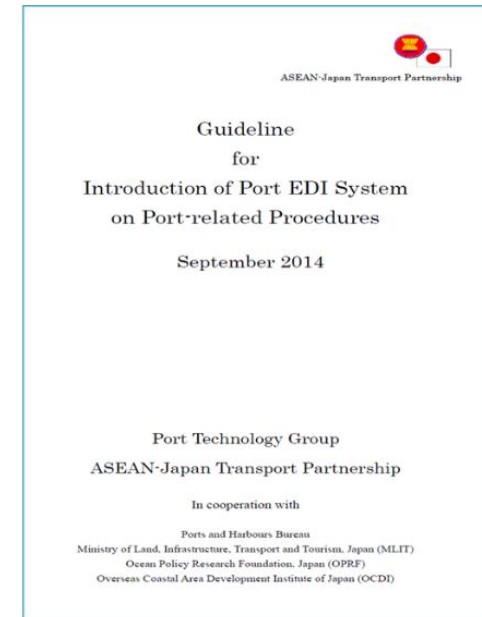 ASEAN-Japan Transport Partnership
Guideline
for
Introduction of Port EDI System
on Port-related Procedures
September 2014
Port Technology Group
ASEAN-Japan Transport Partnership
In cooperation with
Ports and Harbours Bureau
Ministry of Land, Infrastructure, Transport and Tourism, Japan (MLIT)
Ocean Policy Research Foundation, Japan (OPRF)
Overseas Coastal Area Development Institute of Japan (OCDI)